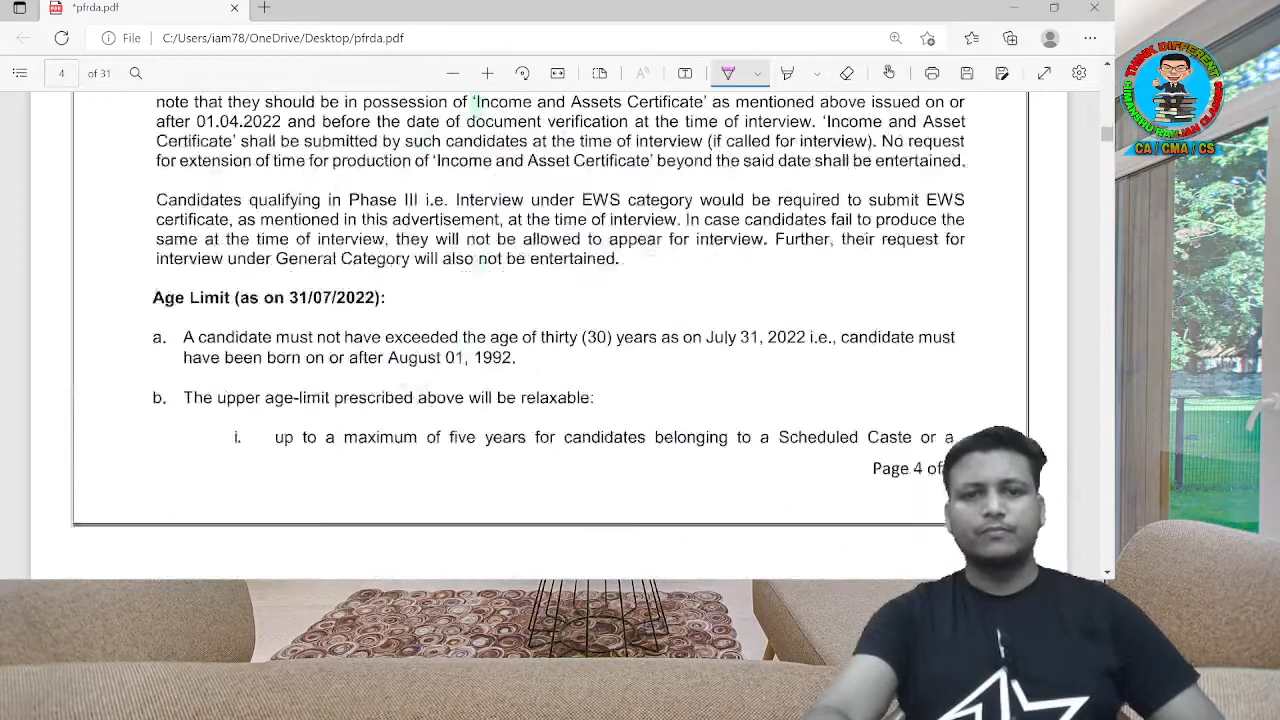 *pfrda.pdf
File C:/Users/iam78/OneDrive/Desktop/pfrda.pdf
4 of 31
THINK DIFFERENT
HIMANSHU RANJAN CLASSES
CA / CMA / CS
note that they should be in possession of 'Income and Assets Certificate' as mentioned above issued on or
after 01.04.2022 and before the date of document verification at the time of Interview. 'Income and Asset
Certificate' shall be submitted by such candidates at the time of interview (if called for interview). No request
for extension of time for production of 'Income and Asset Certificate' beyond the said date shall be entertained.
Candidates qualifying in Phase III i.e. Interview under EWS category would be required to submit EWS
certificate, as mentioned in this advertisement, at the time of interview. In case candidates fail to produce the
same at the time of interview, they will not be allowed to appear for interview. Further, their request for
interview under General Category will also not be entertained.
Age Limit (as on 31/07/2022):
a. A candidate must not have exceeded the age of thirty (30) years as on July 31, 2022 i.e., candidate must
have been born on or after August 01, 1992.
b. The upper age-limit prescribed above will be relaxable:
i. up to a maximum of five years for candidates belonging to a Scheduled Caste or a
Page 4 of